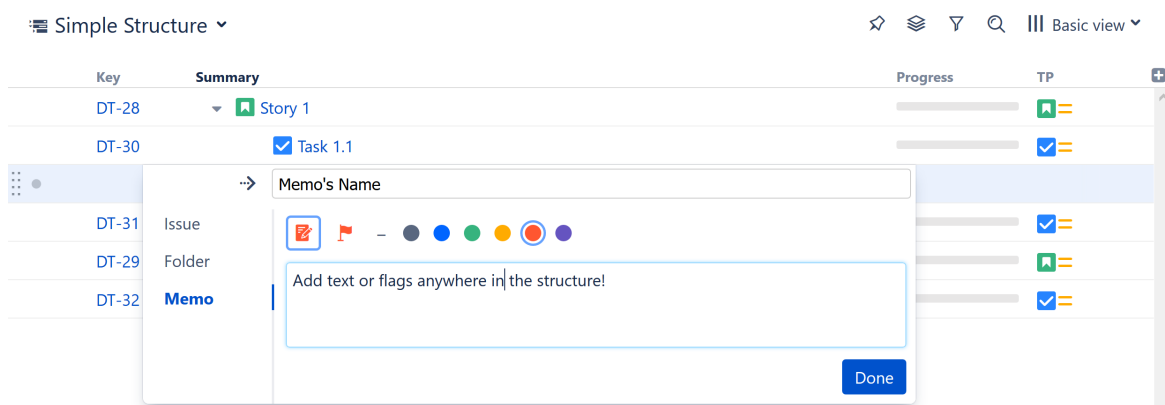 Simple Structure
Basic view
Key Summary Progress TP
DT-28 Story 1
DT-30 Task 1.1
Memo's Name
DT-31 Issue
DT-29 Folder
DT-32 Memo
Add text or flags anywhere in the structure!
Done